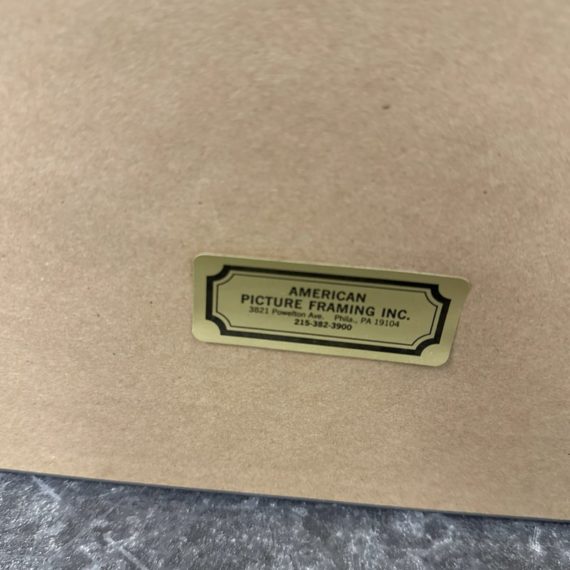 AMERICAN
PICTURE FRAMING INC.
3821 Powelton Ave. Phila., PA 19104
215-382-3900